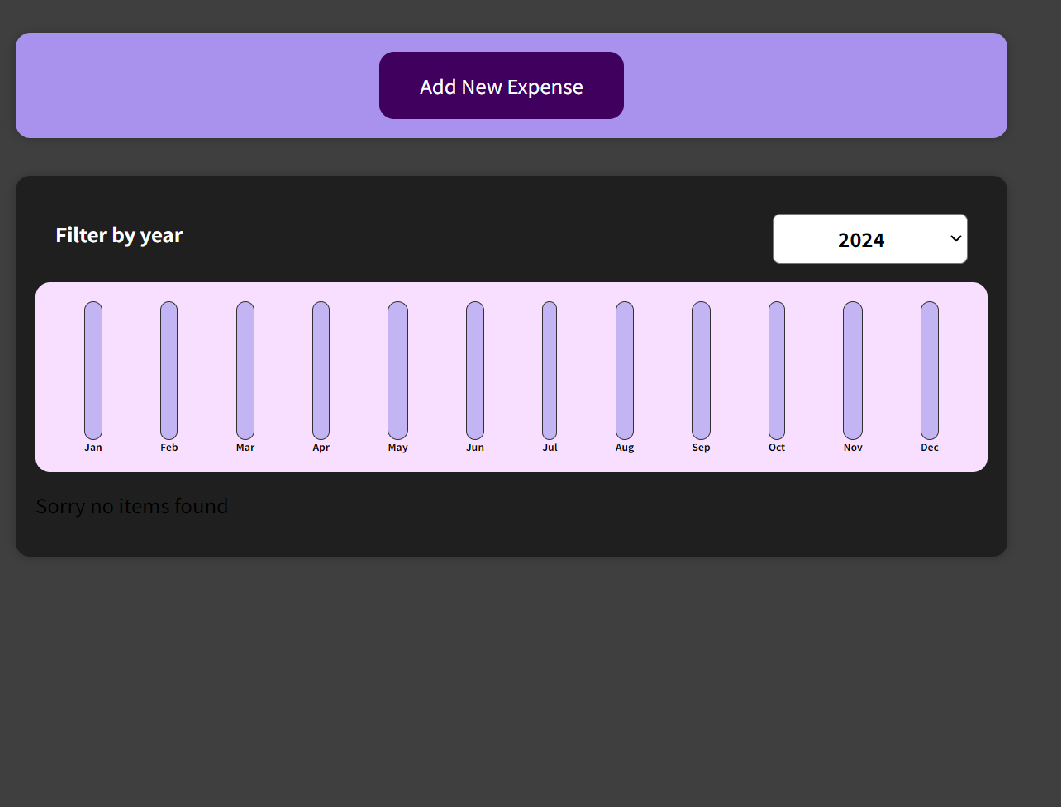 Add New Expense
Filter by year
2024
Jan Feb Mar Apr May Jun Jul Aug Sep Oct Nov Dec
Sorry no items found